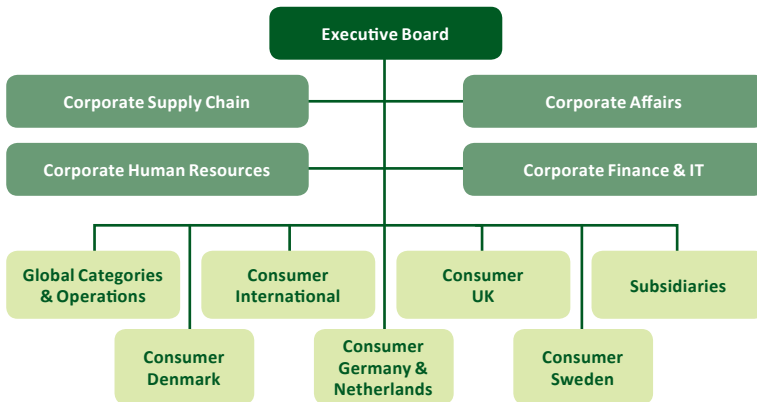 Executive Board
Corporate Supply Chain
Corporate Affairs
Corporate Human Resources
Corporate Finance & IT
Global Categories
& Operations
Consumer
International
Consumer
UK
Subsidiaries
Consumer
Denmark
Consumer
Germany &
Netherlands
Consumer
Sweden